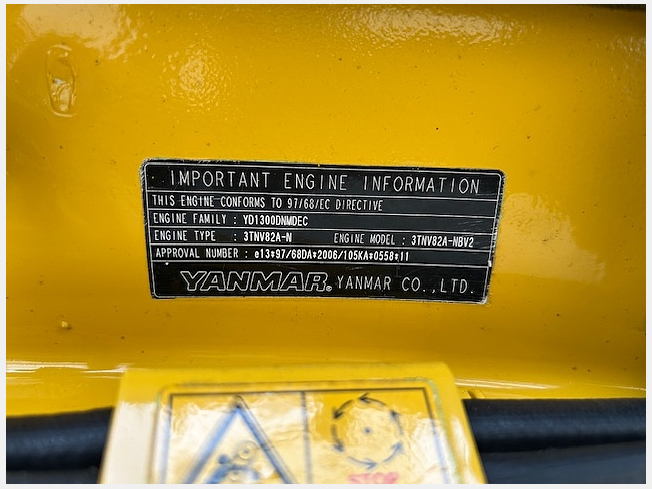 IMPORTANT ENGINE INFORMATION
THIS ENGINE CONFORMS TO 97/68/EC DIRECTIVE
ENGINE FAMILY : YD1300DNMDEC
ENGINE TYPE : 3TNV82A-N ENGINE MODEL : 3TNV82A-NBV2
APPROVAL NUMBER : e13*97/68DA*2006/105KA*0558*11
YANMAR® YANMAR CO.,LTD.
STOP